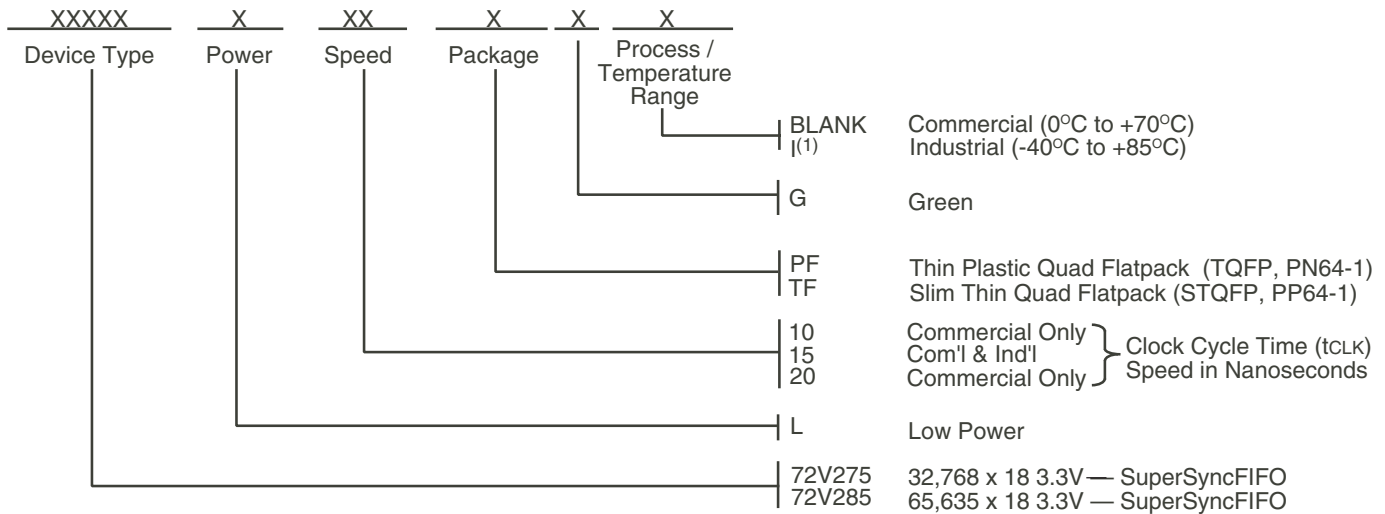 XXXXX X XX X X X
Device Type Power Speed Package Process /
Temperature
Range
BLANK Commercial (0°C to +70°C)
I(1) Industrial (-40°C to +85°C)
G Green
PF Thin Plastic Quad Flatpack (TQFP, PN64-1)
TF Slim Thin Quad Flatpack (STQFP, PP64-1)
10 Commercial Only
15 Com'l & Ind'l Clock Cycle Time (tCLK)
20 Commercial Only Speed in Nanoseconds
L Low Power
72V275 32,768 x 18 3.3V — SuperSyncFIFO
72V285 65,635 x 18 3.3V — SuperSyncFIFO